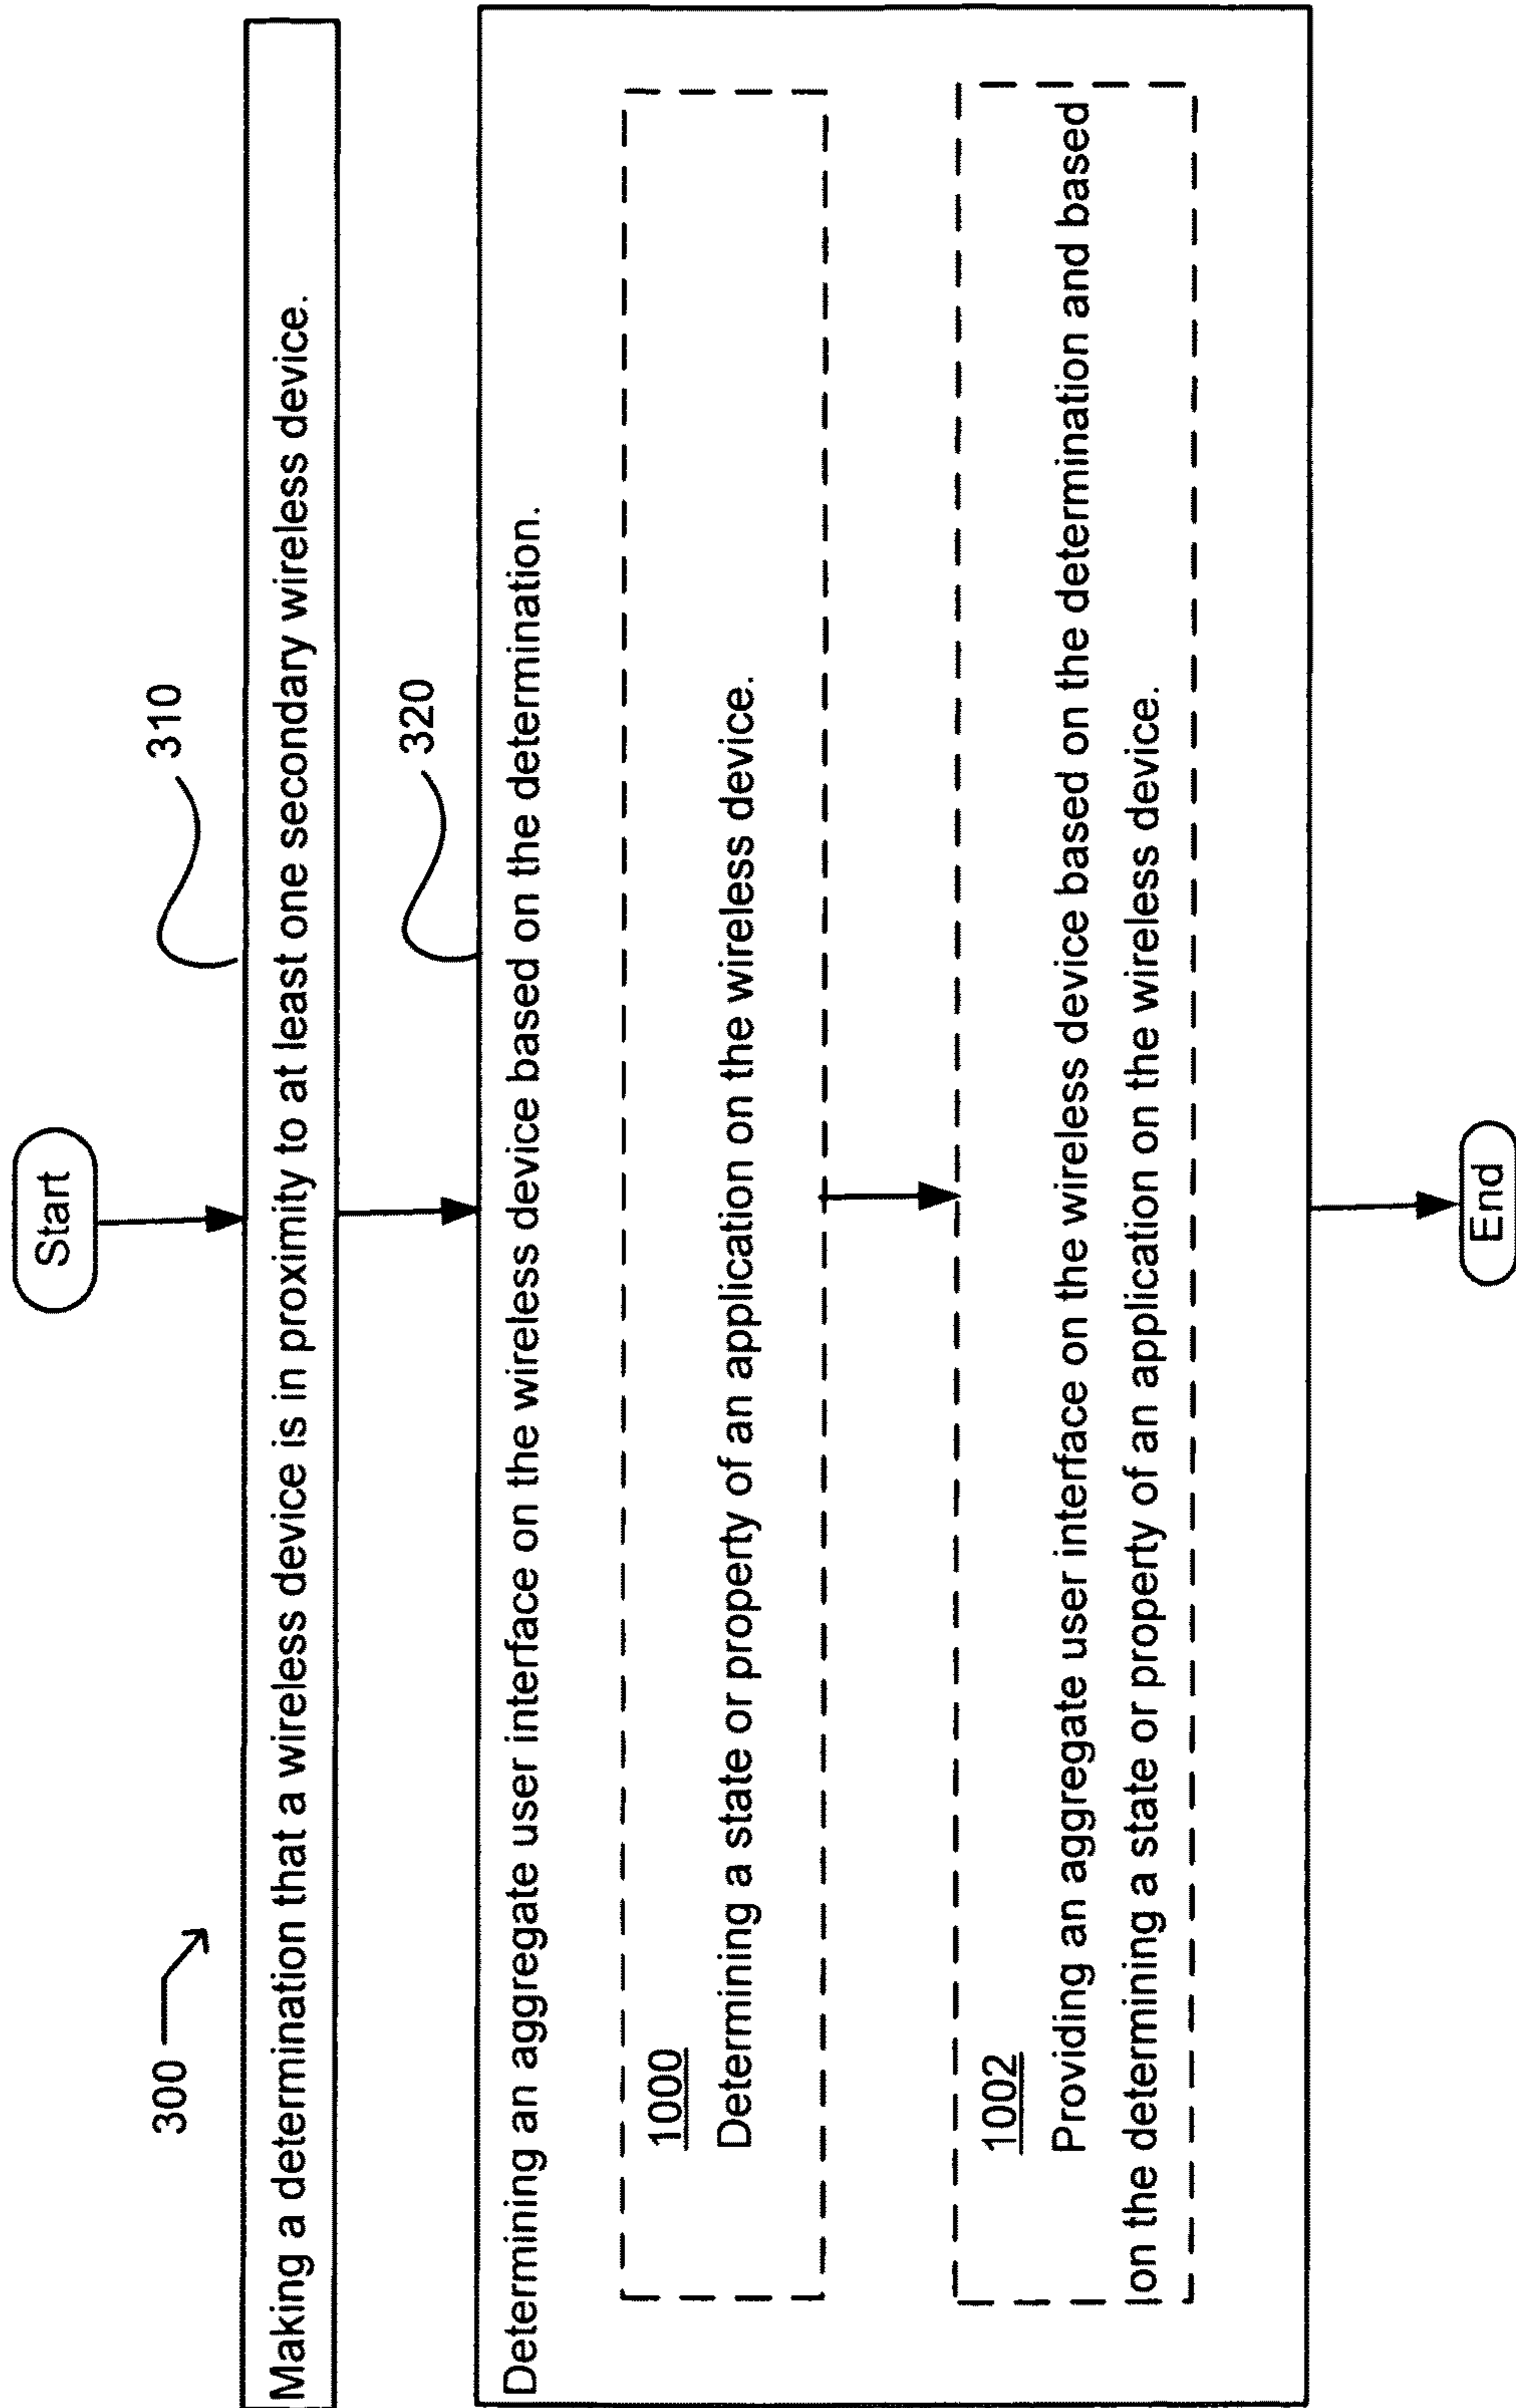 Start
300
310
Making a determination that a wireless device is in proximity to at least one secondary wireless device.
320
Determining an aggregate user interface on the wireless device based on the determination.
1000
Determining a state or property of an application on the wireless device.
1002
Providing an aggregate user interface on the wireless device based on the determination and based
on the determining a state or property of an application on the wireless device.
End